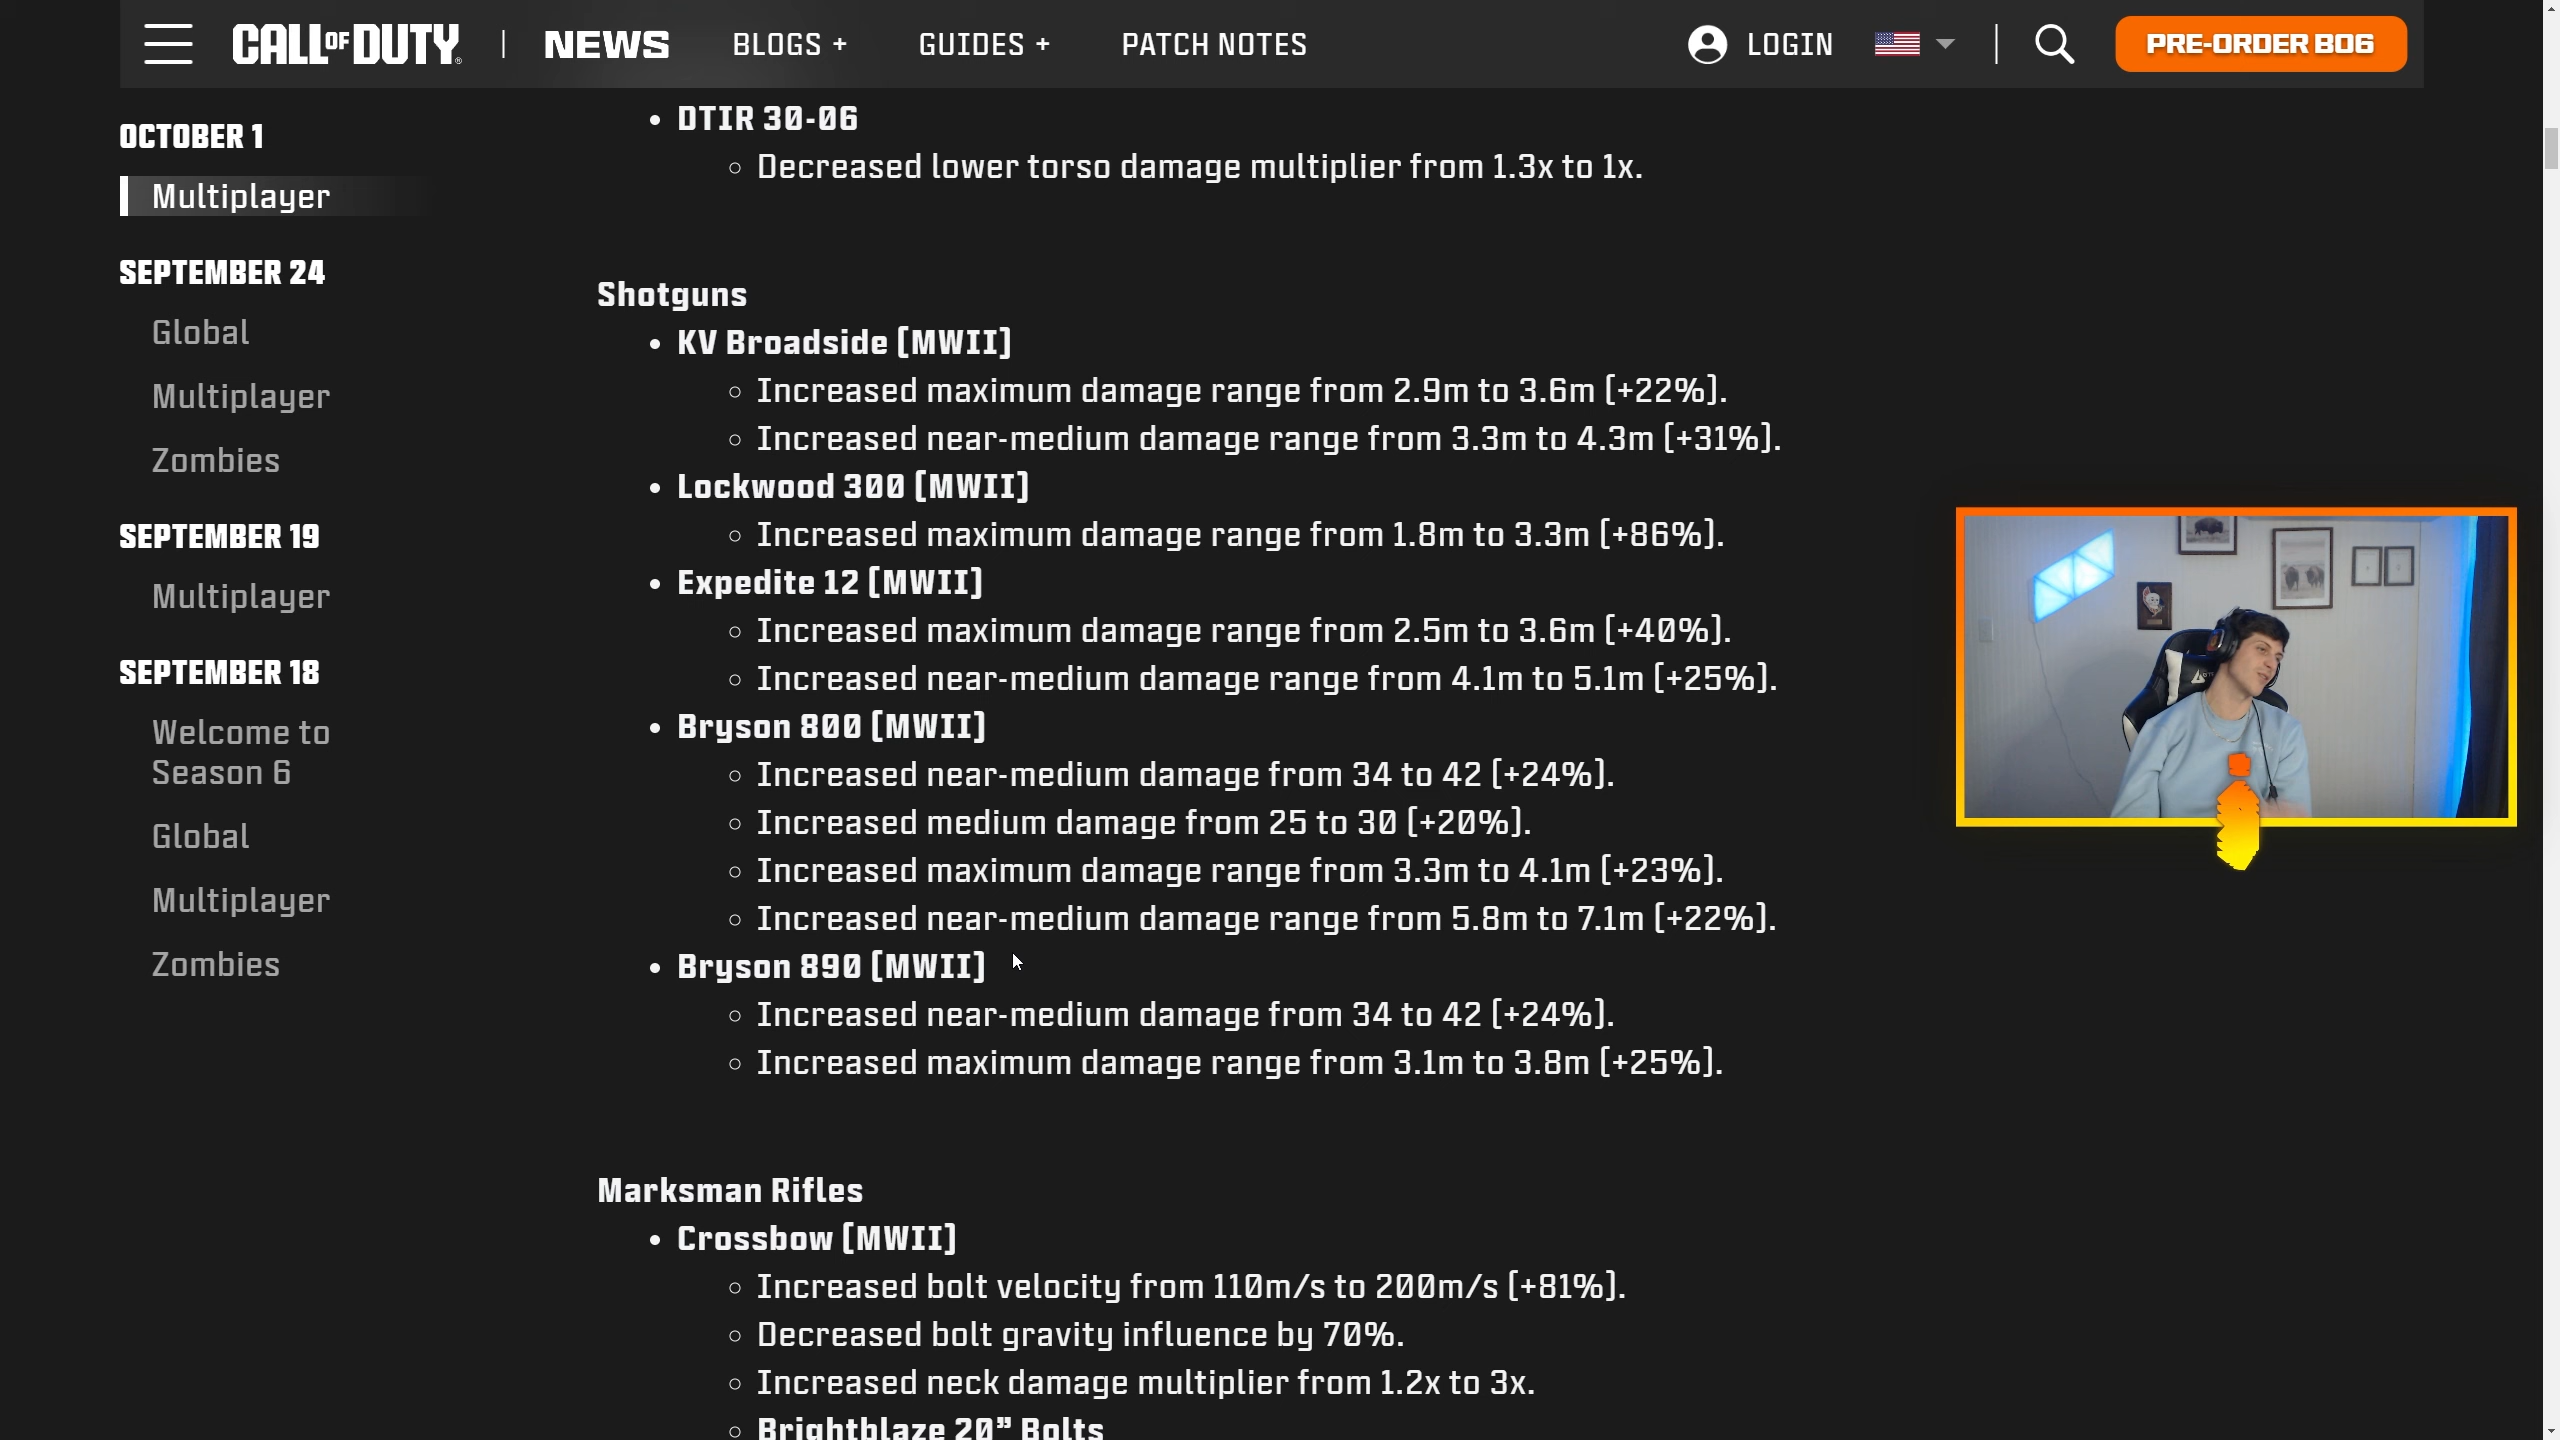 CALL OF DUTY | NEWS BLOGS + GUIDES + PATCH NOTES LOGIN PRE-ORDER BO6
OCTOBER 1
Multiplayer
SEPTEMBER 24
Global
Multiplayer
Zombies
SEPTEMBER 19
Multiplayer
SEPTEMBER 18
Welcome to
Season 6
Global
Multiplayer
Zombies
• DTIR 30-06
◦ Decreased lower torso damage multiplier from 1.3x to 1x.
Shotguns
• KV Broadside [MWII]
◦ Increased maximum damage range from 2.9m to 3.6m [+22%].
◦ Increased near-medium damage range from 3.3m to 4.3m [+31%].
• Lockwood 300 [MWII]
◦ Increased maximum damage range from 1.8m to 3.3m [+86%].
• Expedite 12 [MWII]
◦ Increased maximum damage range from 2.5m to 3.6m [+40%].
◦ Increased near-medium damage range from 4.1m to 5.1m [+25%].
• Bryson 800 [MWII]
◦ Increased near-medium damage from 34 to 42 [+24%].
◦ Increased medium damage from 25 to 30 [+20%].
◦ Increased maximum damage range from 3.3m to 4.1m [+23%].
◦ Increased near-medium damage range from 5.8m to 7.1m [+22%].
• Bryson 890 [MWII]
◦ Increased near-medium damage from 34 to 42 [+24%].
◦ Increased maximum damage range from 3.1m to 3.8m [+25%].
Marksman Rifles
• Crossbow [MWII]
◦ Increased bolt velocity from 110m/s to 200m/s [+81%].
◦ Decreased bolt gravity influence by 70%.
◦ Increased neck damage multiplier from 1.2x to 3x.
◦ Brightblaze 20” Bolts